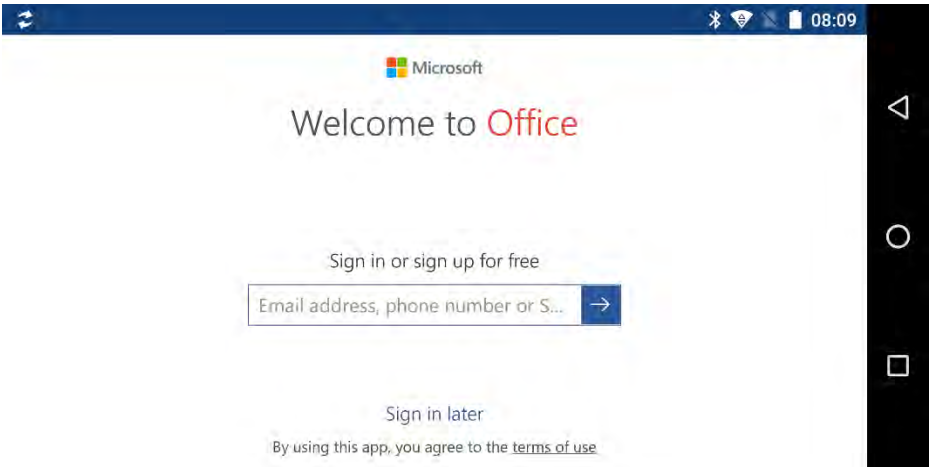 08:09
Microsoft
Welcome to Office
Sign in or sign up for free
Email address, phone number or S...
Sign in later
By using this app, you agree to the terms of use